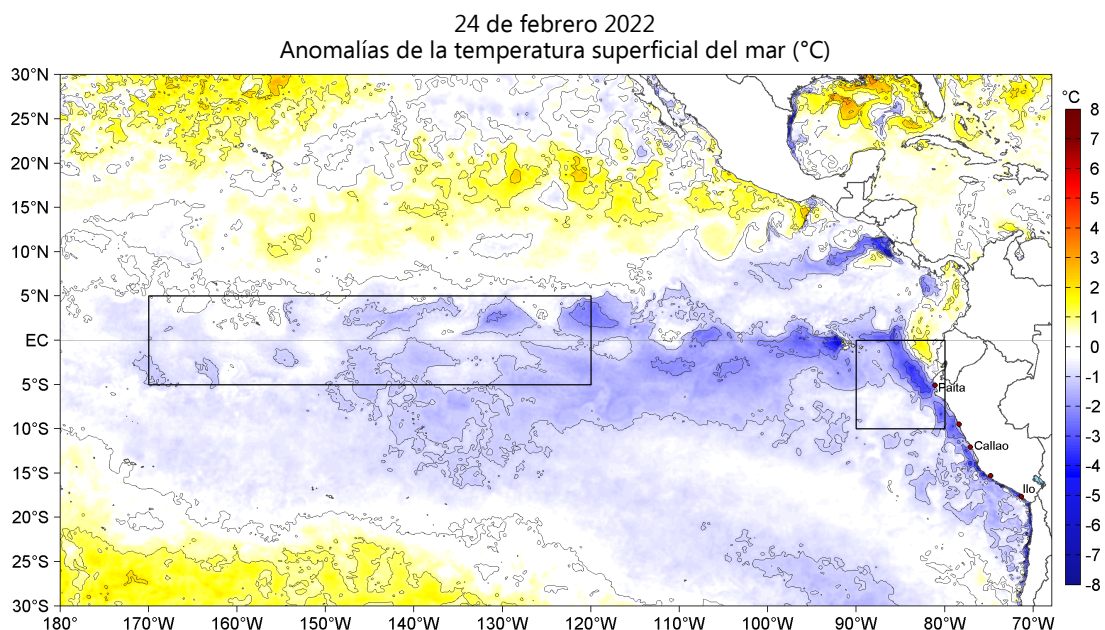 24 de febrero 2022
Anomalías de la temperatura superficial del mar (°C)
30°N
25°N
20°N
15°N
10°N
5°N
EC
5°S
10°S
15°S
20°S
25°S
30°S
180 170°W 160°W 150°W 140°W 130°W 120°W 110°W 100°W 90°W 80°W 70°W
Paita
Callao
Ilo
°C
8
7
6
5
4
3
2
1
0
-1
-2
-3
-4
-5
-6
-7
-8